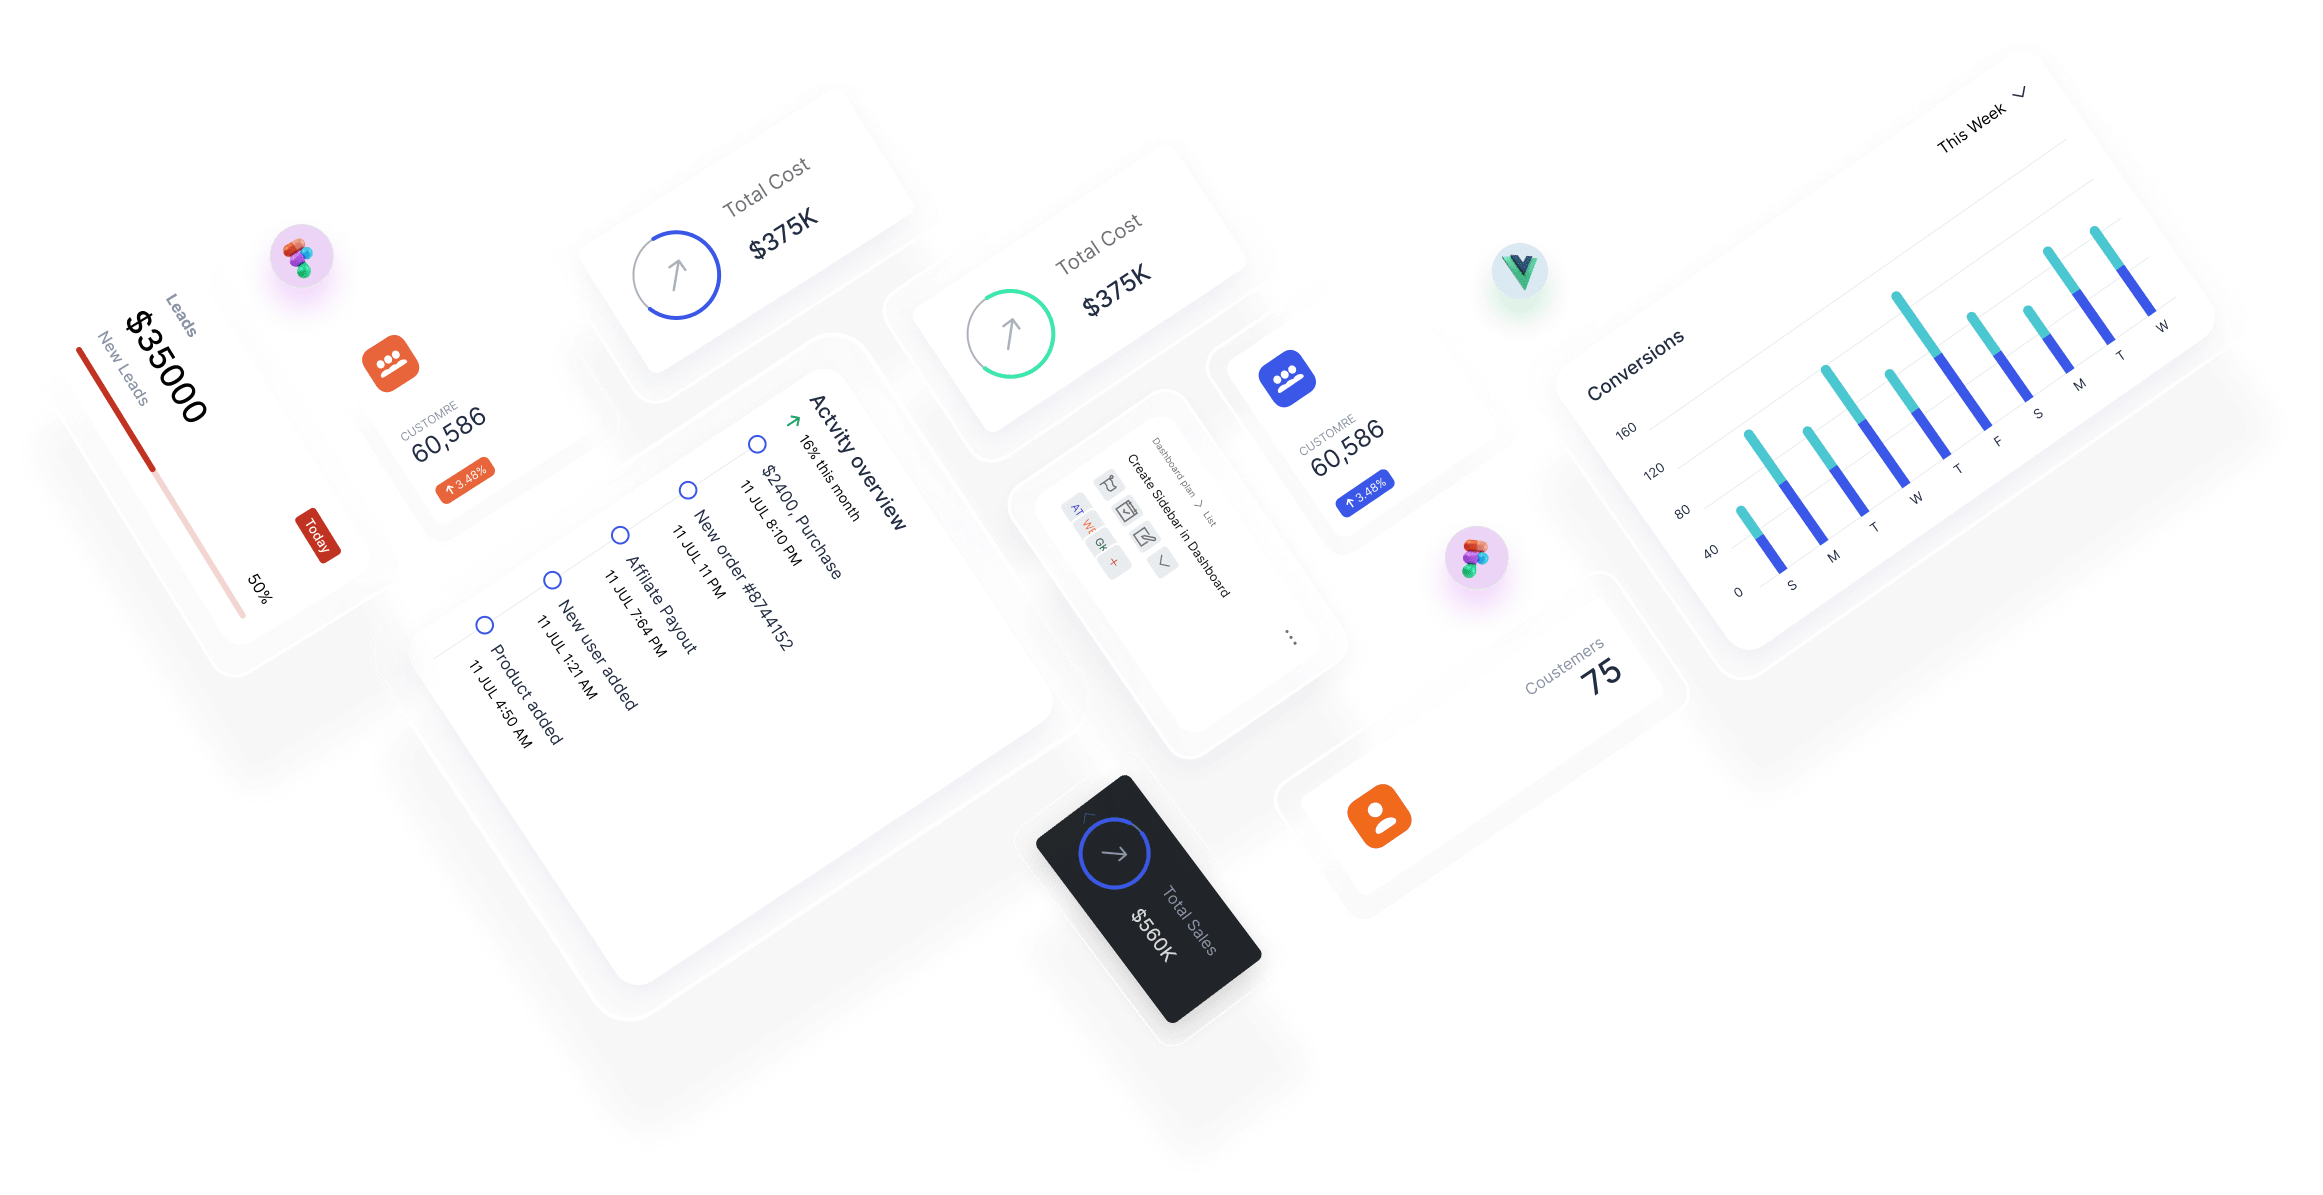 Leads
$35000
New Leads
Today
50%
CUSTOMRE
60,586
3.48%
Total Cost
$375K
Actvity overview
16% this month
$2400, Purchase
11 JUL 8:10 PM
New order #8744152
11 JUL 11 PM
Affilate Payout
11 JUL 7:64 PM
New user added
11 JUL 1:21 AM
Product added
11 JUL 4:50 AM
Total Cost
$375K
Dashboard plan > List
Create Sidebar in Dashboard
AT
GK
+
CUSTOMRE
60,586
3.48%
Total Sales
$560K
Coustemers
75
Conversions
This Week
160
120
80
40
0
S M T W T F S M T W